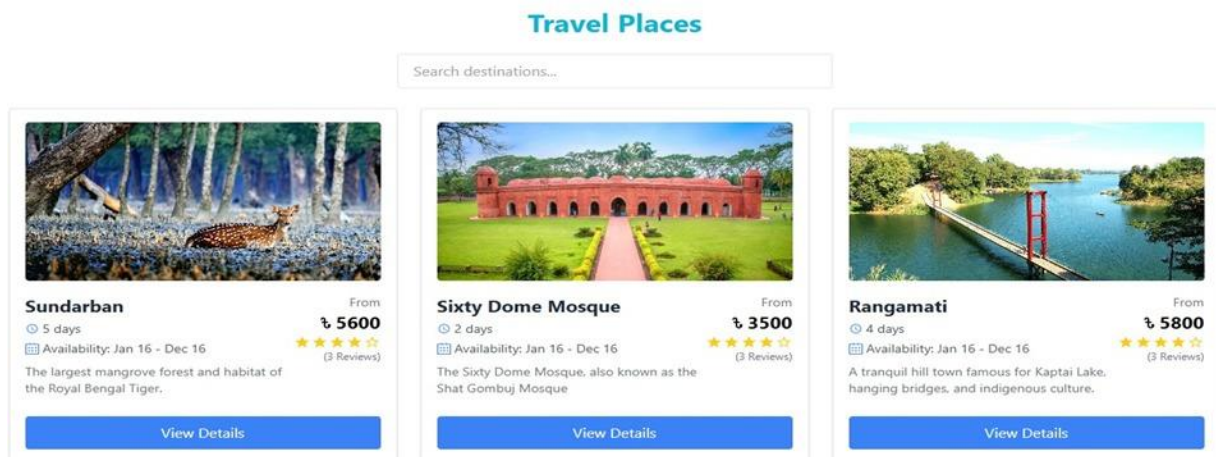 Travel Places
Search destinations...
Sundarban
From
৳ 5600
5 days
Availability: Jan 16 - Dec 16
(3 Reviews)
The largest mangrove forest and habitat of
the Royal Bengal Tiger.
View Details
Sixty Dome Mosque
From
৳ 3500
2 days
Availability: Jan 16 - Dec 16
(3 Reviews)
The Sixty Dome Mosque, also known as the
Shat Gombuj Mosque
View Details
Rangamati
From
৳ 5800
4 days
Availability: Jan 16 - Dec 16
(3 Reviews)
A tranquil hill town famous for Kaptai Lake,
hanging bridges, and indigenous culture.
View Details